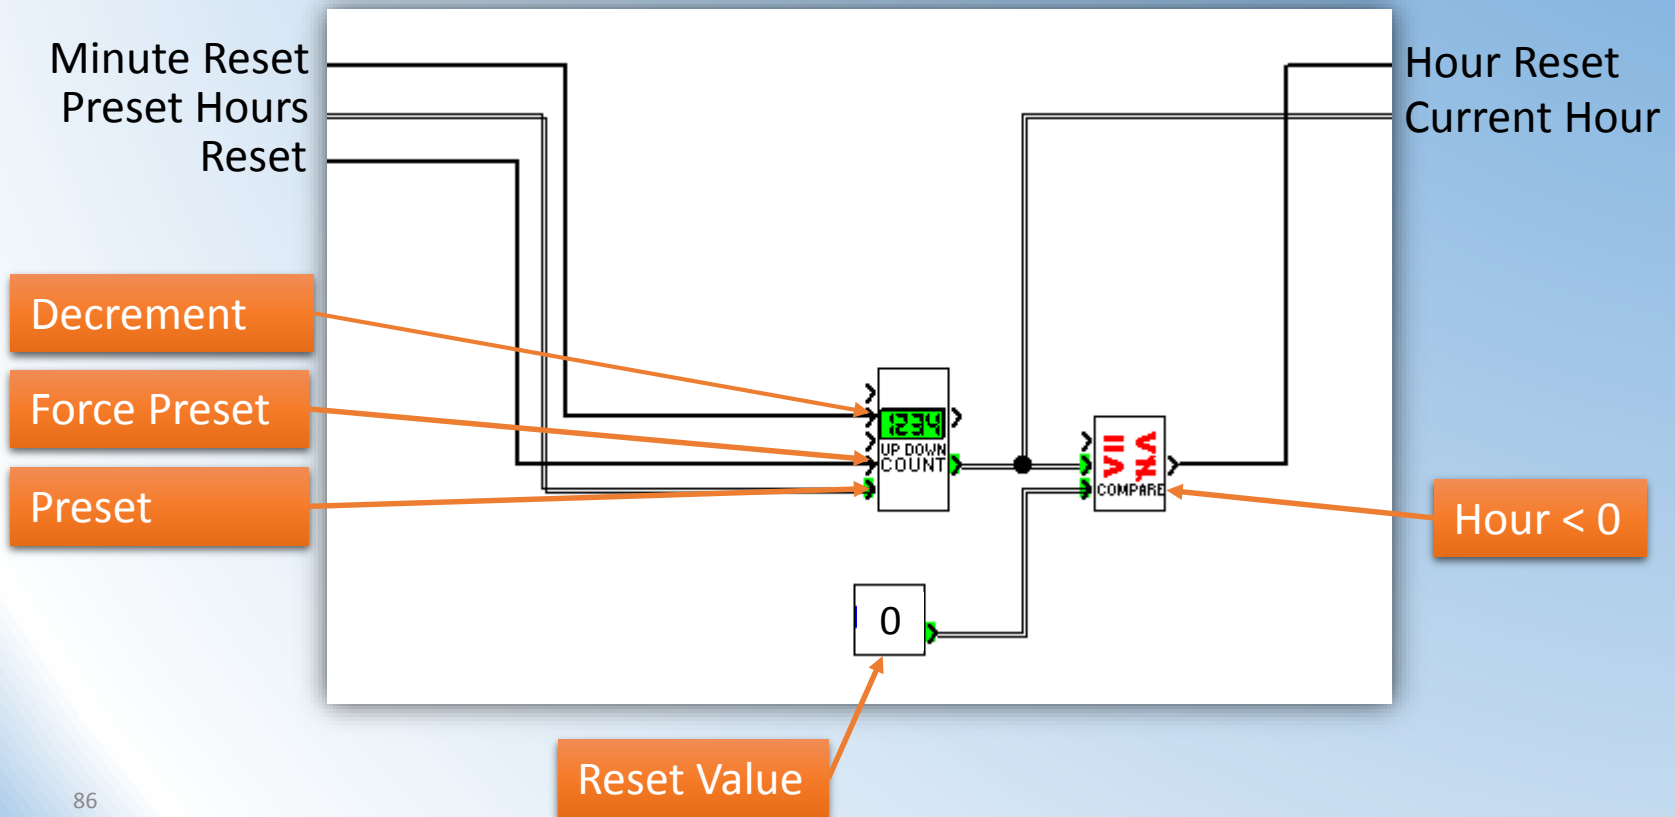 Minute Reset
Preset Hours
Reset
Hour Reset
Current Hour
Decrement
Force Preset
Preset
1234
UP DOWN
COUNT
COMPARE
Hour < 0
0
Reset Value
86